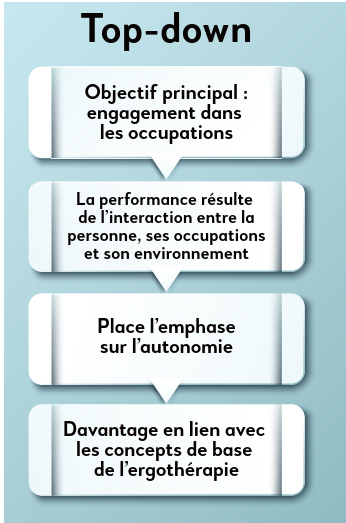 Top-down
Objectif principal :
engagement dans
les occupations
La performance résulte
de l'interaction entre la
personne, ses occupations
et son environnement
Place l'emphase
sur l'autonomie
Davantage en lien avec
les concepts de base
de l'ergothérapie